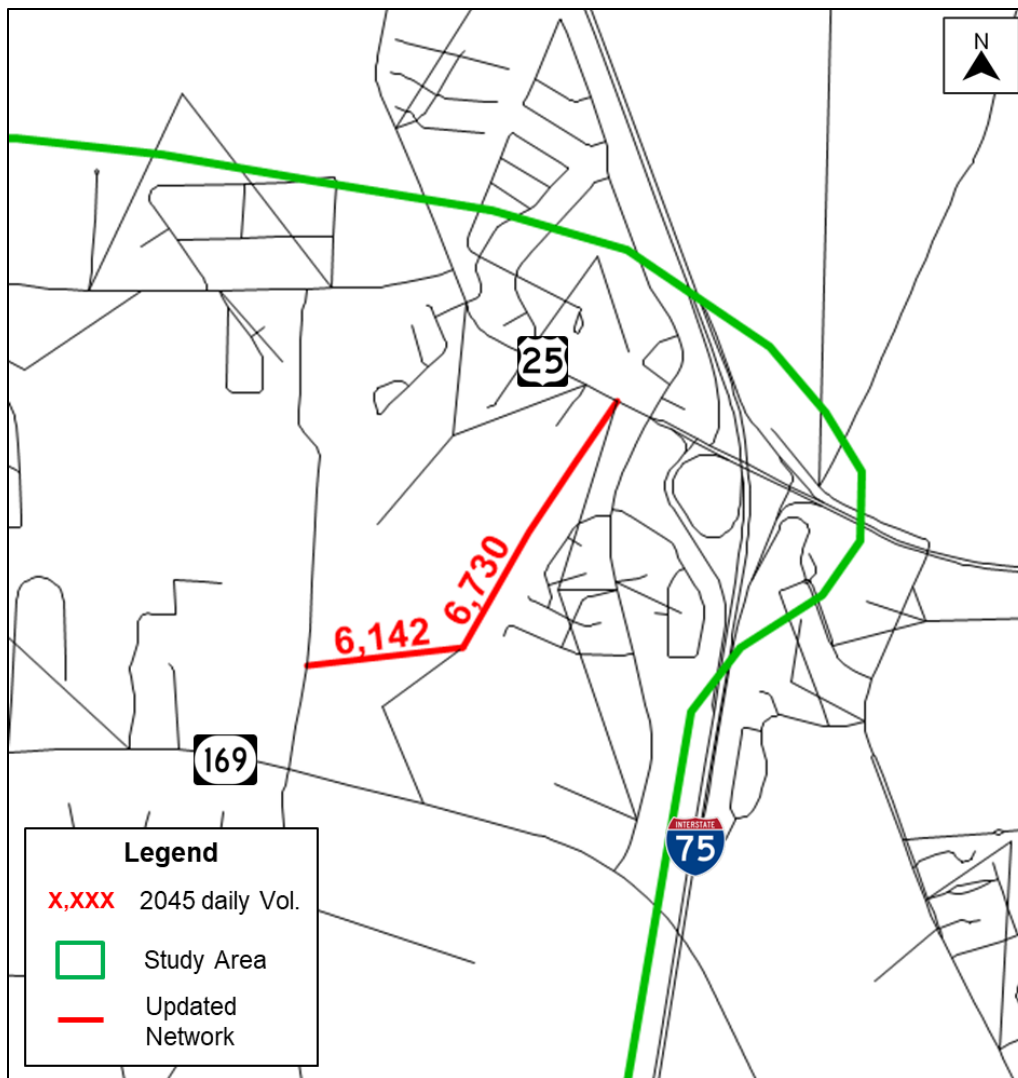 N
25
6,730
6,142
169
INTERSTATE
75
Legend
X,XXX 2045 daily Vol.
Study Area
Updated
Network